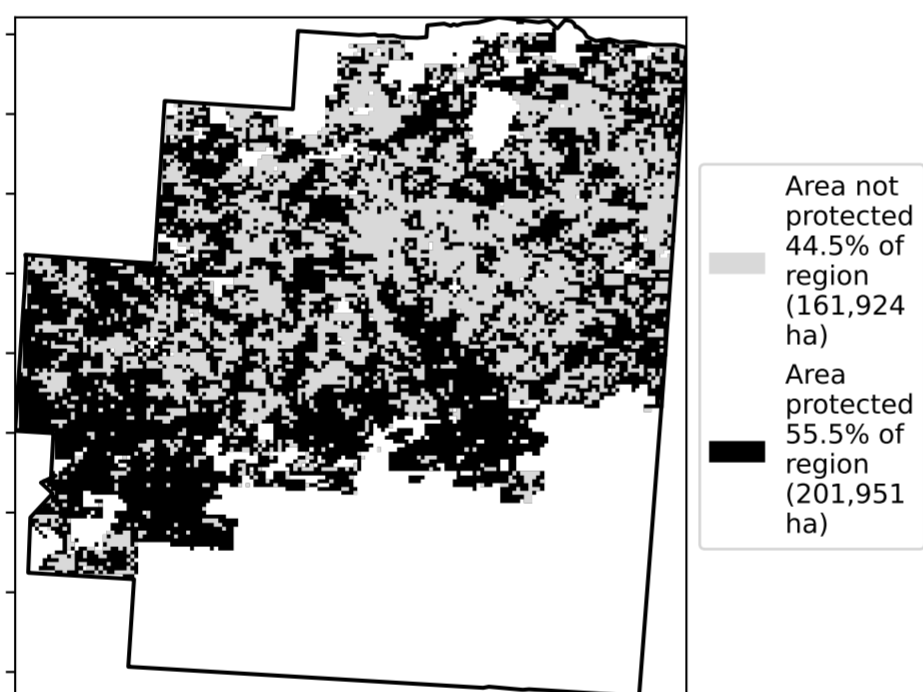 Area not
protected
44.5% of
region
(161,924
ha)
Area
protected
55.5% of
region
(201,951
ha)